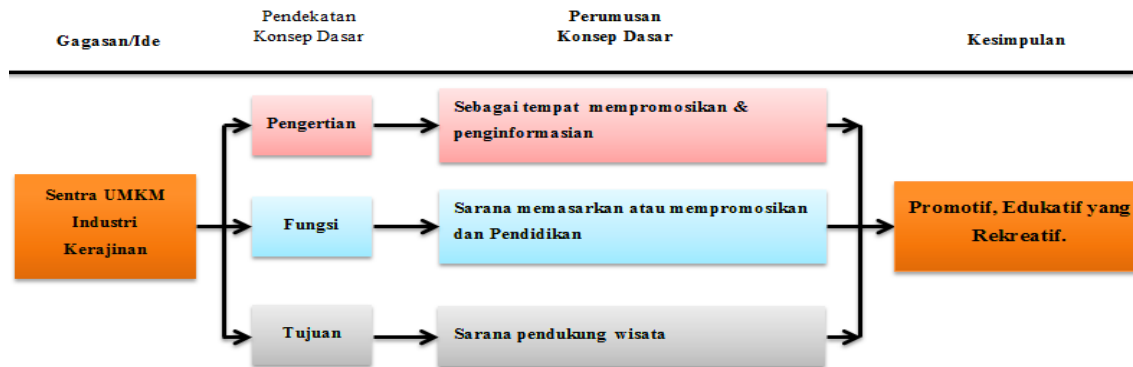 Gagasan/Ide
Pendekatan
Konsep Dasar
Perumusan
Konsep Dasar
Kesimpulan
Sentra UMKM
Industri
Kerajinan
Pengertian
Sebagai tempat mempromosikan &
penginformasian
Fungsi
Sarana memasarkan atau mempromosikan
dan Pendidikan
Tujuan
Sarana pendukung wisata
Promotif, Edukatif yang
Rekreatif.